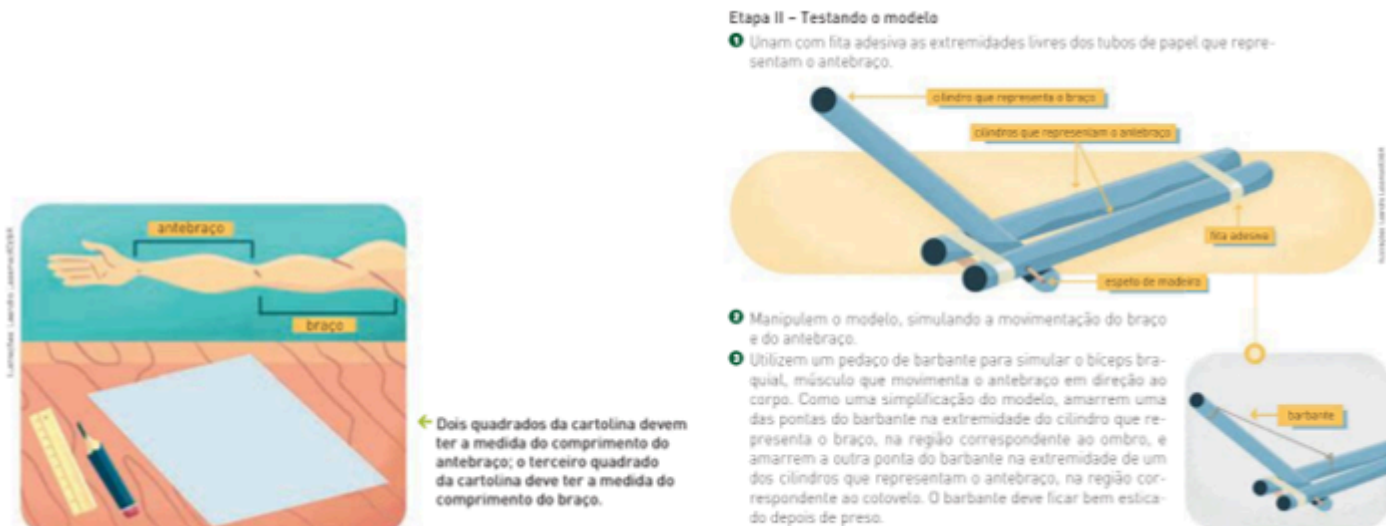 antebraço
braço
Dois quadrados da cartolina devem
ter a medida do comprimento do
antebraço; o terceiro quadrado
da cartolina deve ter a medida do
comprimento do braço.
Etapa II – Testando o modelo
1 Unam com fita adesiva as extremidades livres dos tubos de papel que repre-
sentam o antebraço.
cilindro que representa o braço
cilindros que representam o antebraço
fita adesiva
espeto de madeira
2 Manipulem o modelo, simulando a movimentação do braço
e do antebraço.
3 Utilizem um pedaço de barbante para simular o bíceps bra-
quial, músculo que movimenta o antebraço em direção ao
corpo. Como uma simplificação do modelo, amarrem uma
das pontas do barbante na extremidade do cilindro que re-
presenta o braço, na região correspondente ao ombro, e
amarrem a outra ponta do barbante na extremidade de um
dos cilindros que representam o antebraço, na região cor-
respondente ao cotovelo. O barbante deve ficar bem estica-
do depois de preso.
barbante